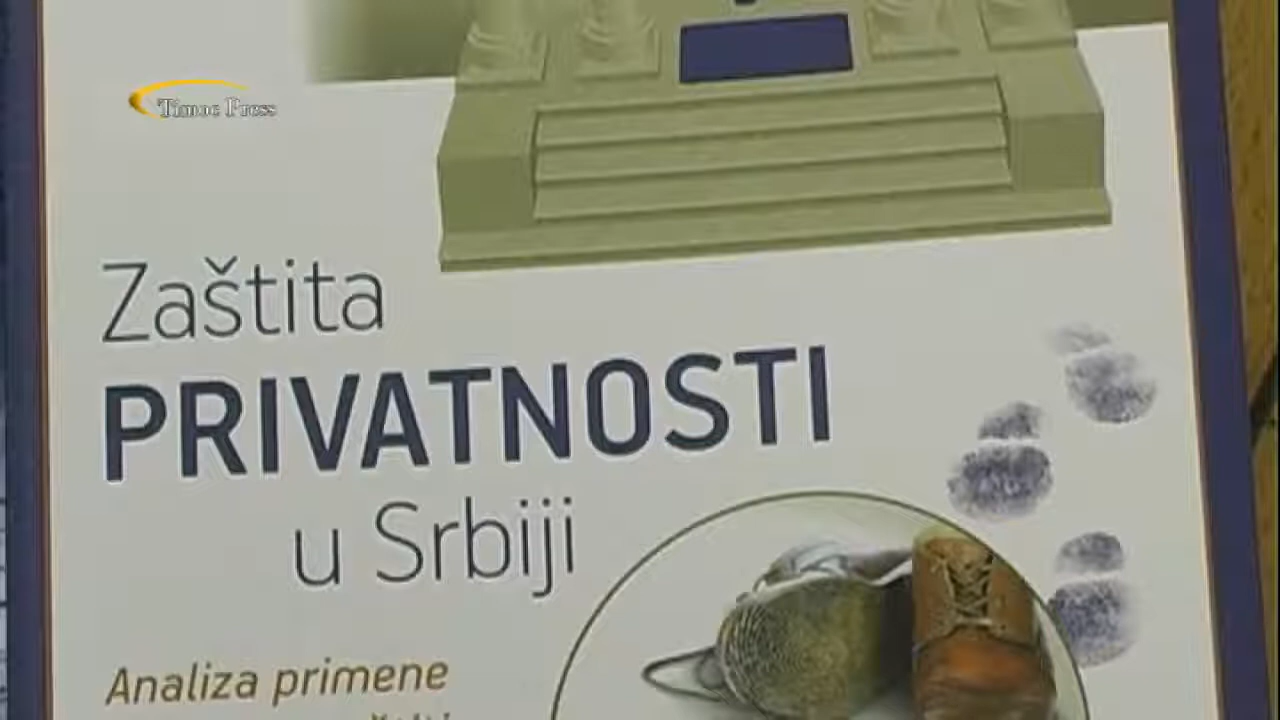 Timoc Press
Zaštita
PRIVATNOSTI
u Srbiji
Analiza primene